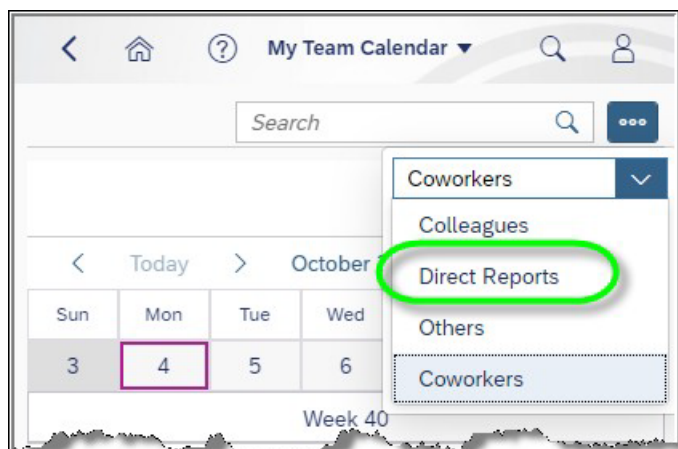 My Team Calendar
Search
Coworkers
Colleagues
Direct Reports
Others
Coworkers
Today
October
Sun Mon Tue Wed
3 4 5 6
Week 40